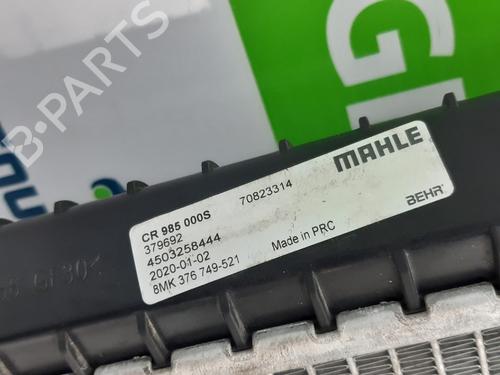 B-PARTS
CR 985 000S
70823314
MAHLE
379692
4503258444
2020-01-02
Made in PRC
BEHR
8MK 376 749-521